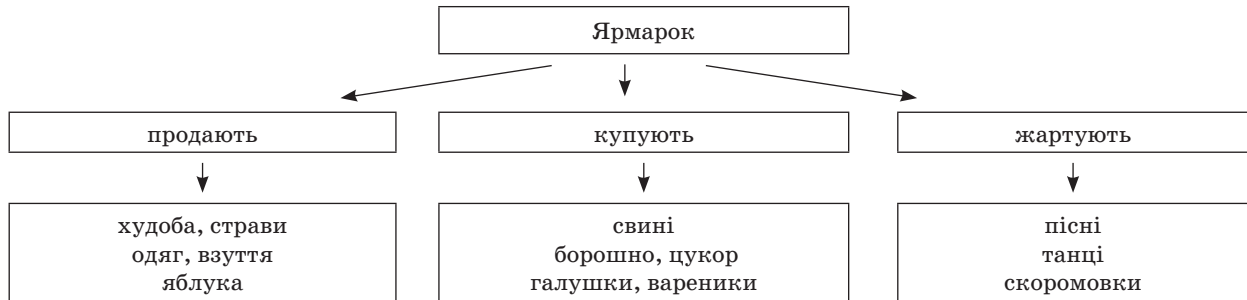 Ярмарок
продають
купують
жартують
худоба, страви
одяг, взуття
яблука
свині
борошно, цукор
галушки, вареники
пісні
танці
скоромовки